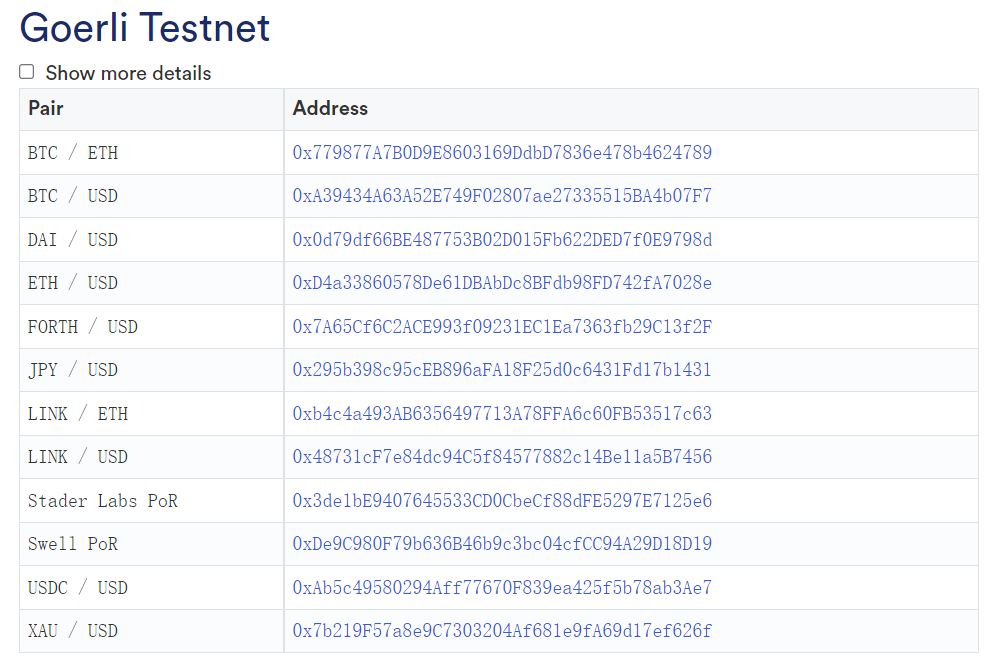 Goerli Testnet
Show more details
Pair Address
BTC / ETH 0x779877A7B0D9E8603169DdbD7836e478b4624789
BTC / USD 0xA39434A63A52E749F02807ae27335515BA4b07F7
DAI / USD 0x0d79df66BE487753B02D015Fb622DED7f0E9798d
ETH / USD 0xD4a33860578De61DBAbDc8BFdb98FD742fA7028e
FORTH / USD 0x7A65Cf6C2ACE993f09231EC1Ea7363fb29C13f2F
JPY / USD 0x295b398c95cEB896aFA18F25d0c6431Fd17b1431
LINK / ETH 0xb4c4a493AB6356497713A78FFA6c60FB53517c63
LINK / USD 0x48731cF7e84dc94C5f84577882c14Be11a5B7456
Stader Labs PoR 0x3de1bE9407645533CD0CbeCf88dFE5297E7125e6
Swell PoR 0xDe9C980F79b636B46b9c3bc04cfCC94A29D18D19
USDC / USD 0xAb5c49580294Aff77670F839ea425f5b78ab3Ae7
XAU / USD 0x7b219F57a8e9C7303204Af681e9fA69d17ef626f